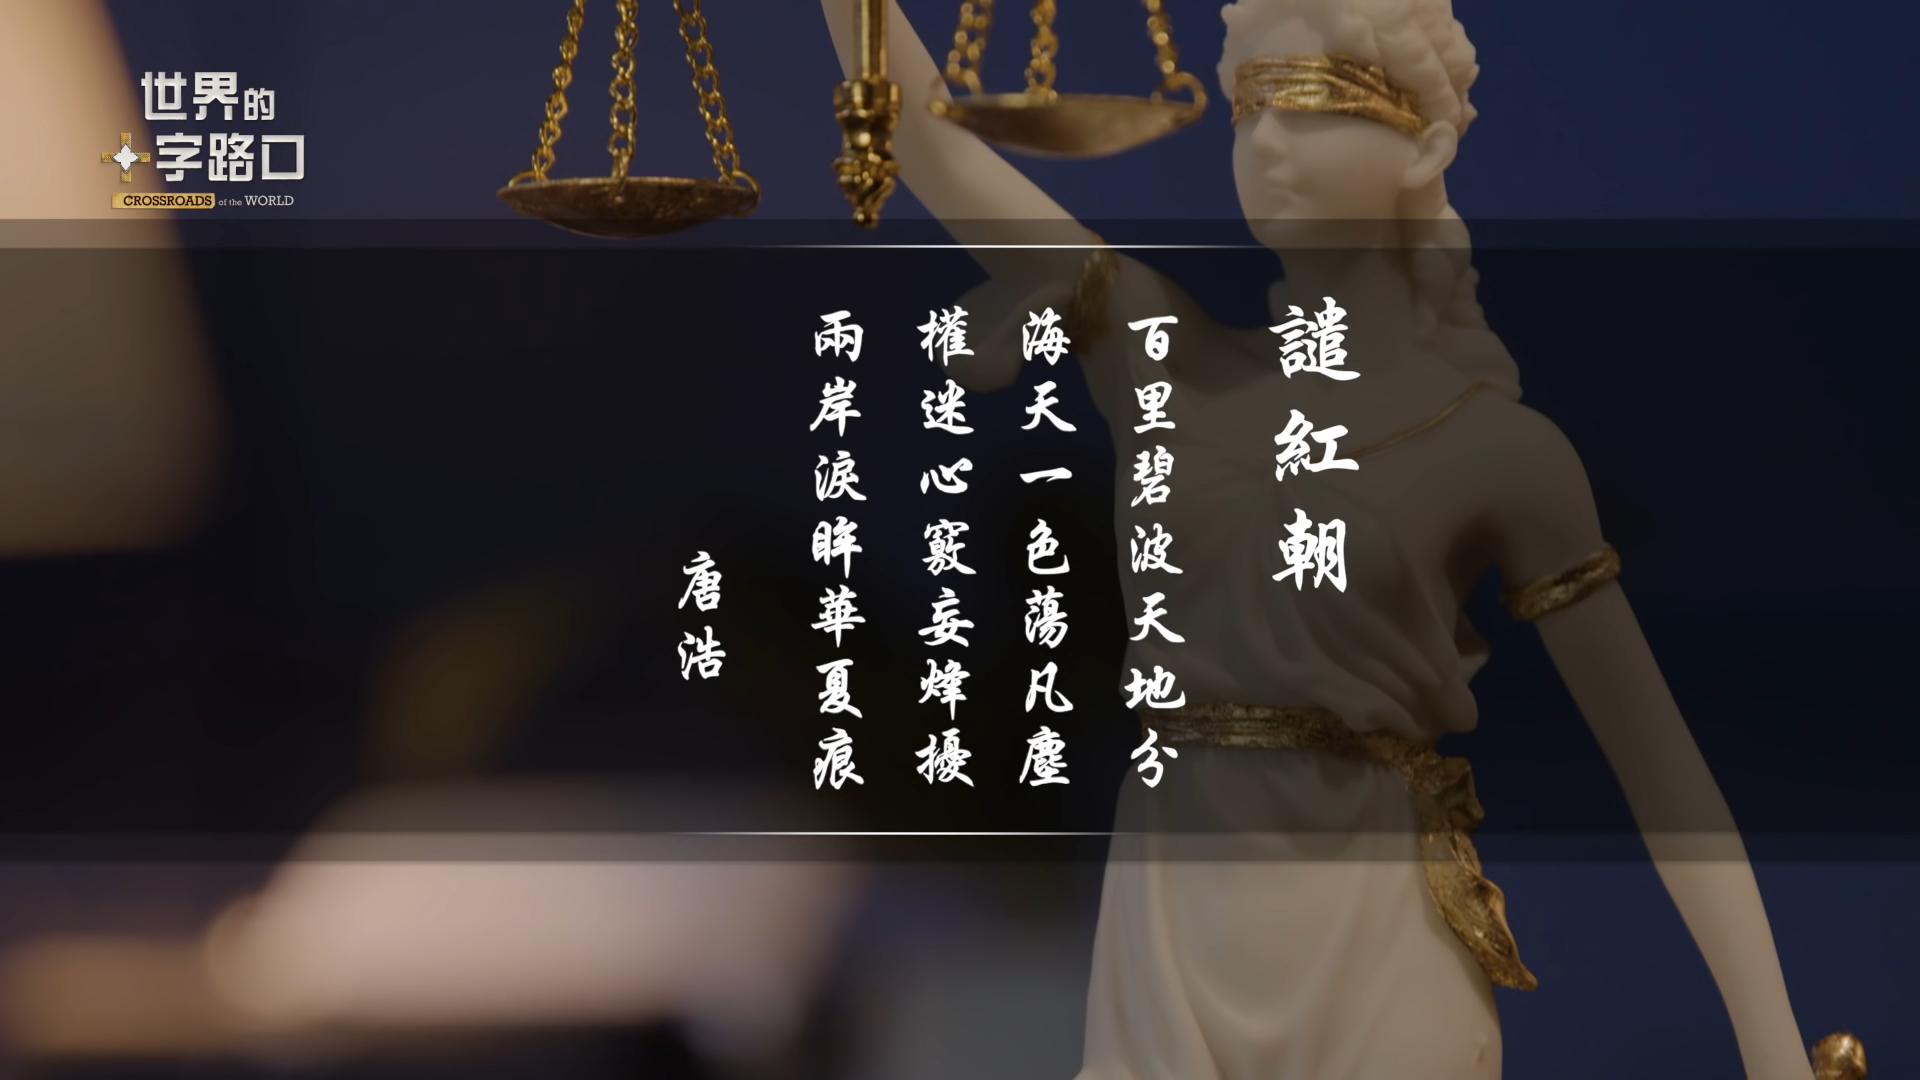 世界的
十字路口
CROSSROADS of the WORLD
譴紅朝
百里碧波天地分
海天一色蕩凡塵
權迷心竅妄烽擾
兩岸淚眸華夏痕
唐浩